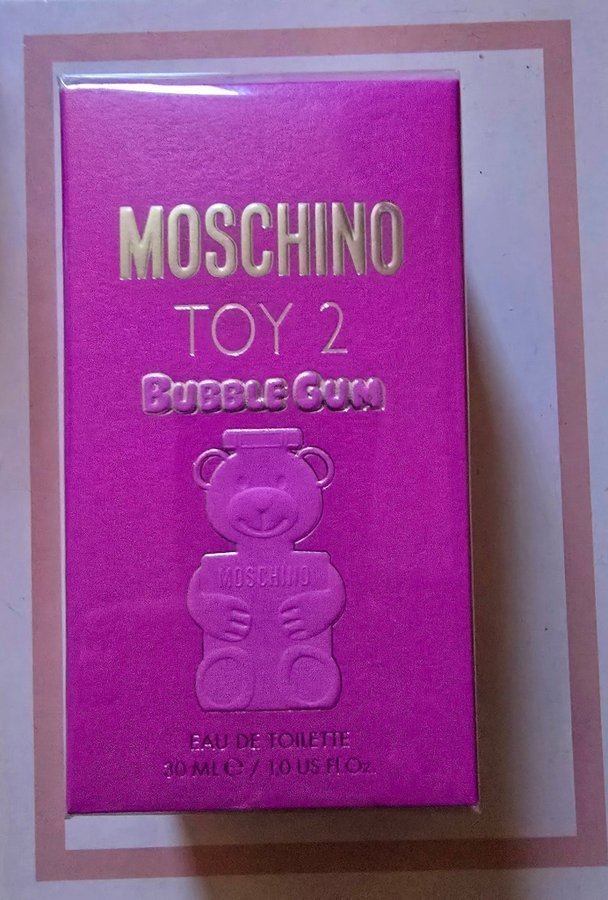 MOSCHINO
TOY 2
BUBBLE GUM
MOSCHINO
EAU DE TOILETTE
30 ML ℮ / 1.0 US Fl.Oz.